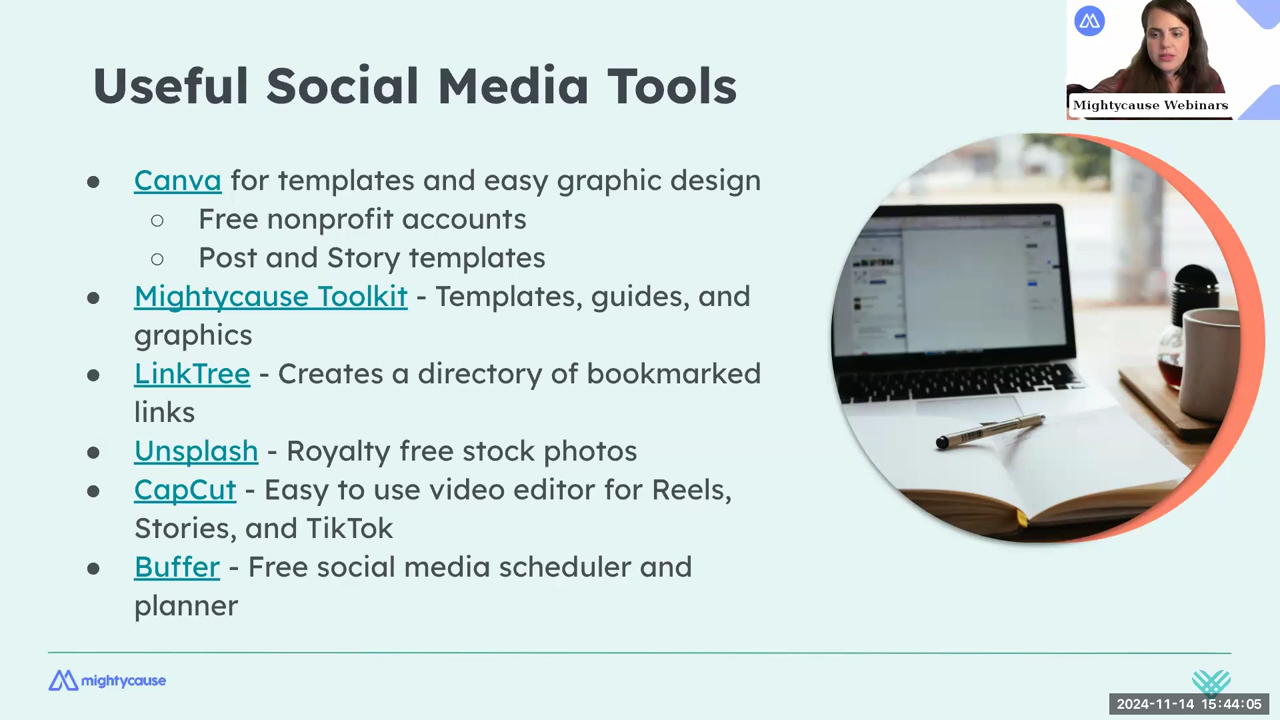 Useful Social Media Tools
Mightycause Webinars
● Canva for templates and easy graphic design
○ Free nonprofit accounts
○ Post and Story templates
● Mightycause Toolkit - Templates, guides, and
graphics
● LinkTree - Creates a directory of bookmarked
links
● Unsplash - Royalty free stock photos
● CapCut - Easy to use video editor for Reels,
Stories, and TikTok
● Buffer - Free social media scheduler and
planner
mightycause
2024-11-14 15:44:05